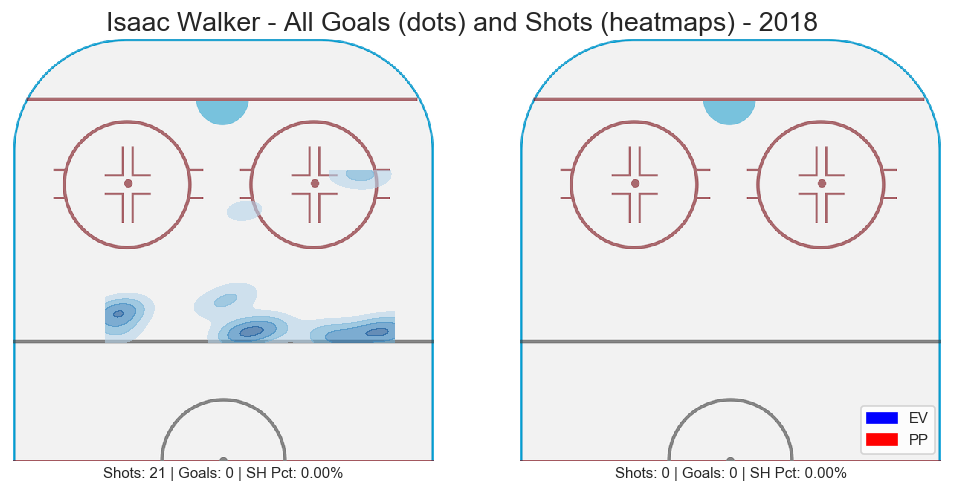 Isaac Walker - All Goals (dots) and Shots (heatmaps) - 2018
EV
PP
Shots: 21 | Goals: 0 | SH Pct: 0.00%
Shots: 0 | Goals: 0 | SH Pct: 0.00%